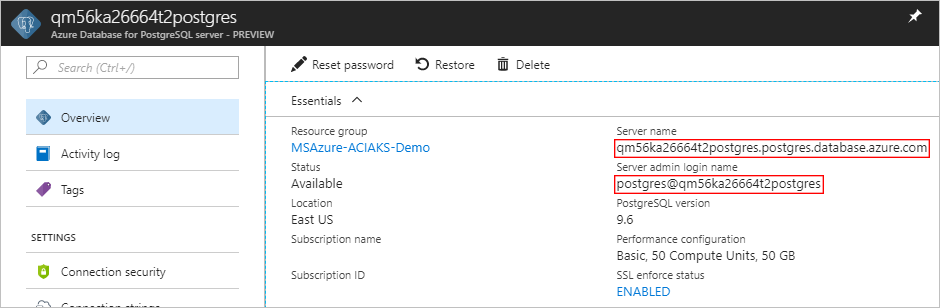 qm56ka26664t2postgres
Azure Database for PostgreSQL server - PREVIEW
Search (Ctrl+/)
Overview
Activity log
Tags
SETTINGS
Connection security
Connection strings
Reset password
Restore
Delete
Essentials
Resource group
MSAzure-ACIAKS-Demo
Status
Available
Location
East US
Subscription name
Subscription ID
Server name
qm56ka26664t2postgres.postgres.database.azure.com
Server admin login name
postgres@qm56ka26664t2postgres
PostgreSQL version
9.6
Performance configuration
Basic, 50 Compute Units, 50 GB
SSL enforce status
ENABLED